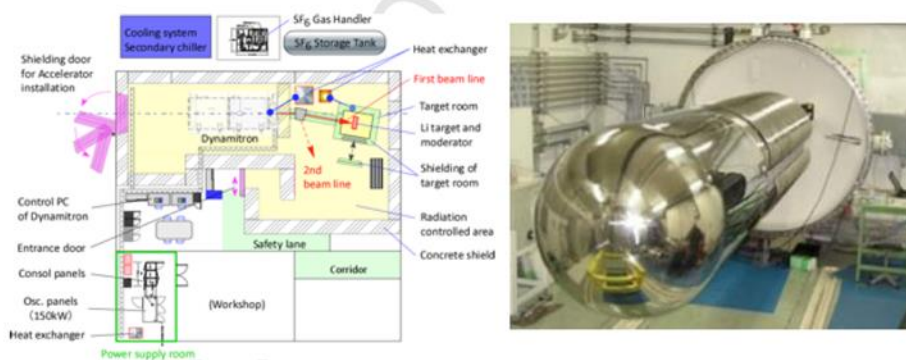 Cooling system
Secondary chiller
SF₆ Gas Handler
SF₆ Storage Tank
Shielding door
for Accelerator
installation
Heat exchanger
First beam line
Target room
Li target and
moderator
Shielding of
target room
Dynamitron
2nd
beam line
Control PC
of Dynamitron
Radiation
controlled area
Entrance door
Safety lane
Concrete shield
Consol panels
Corridor
Osc. panels
(150kW)
(Workshop)
Heat exchanger
Power supply room